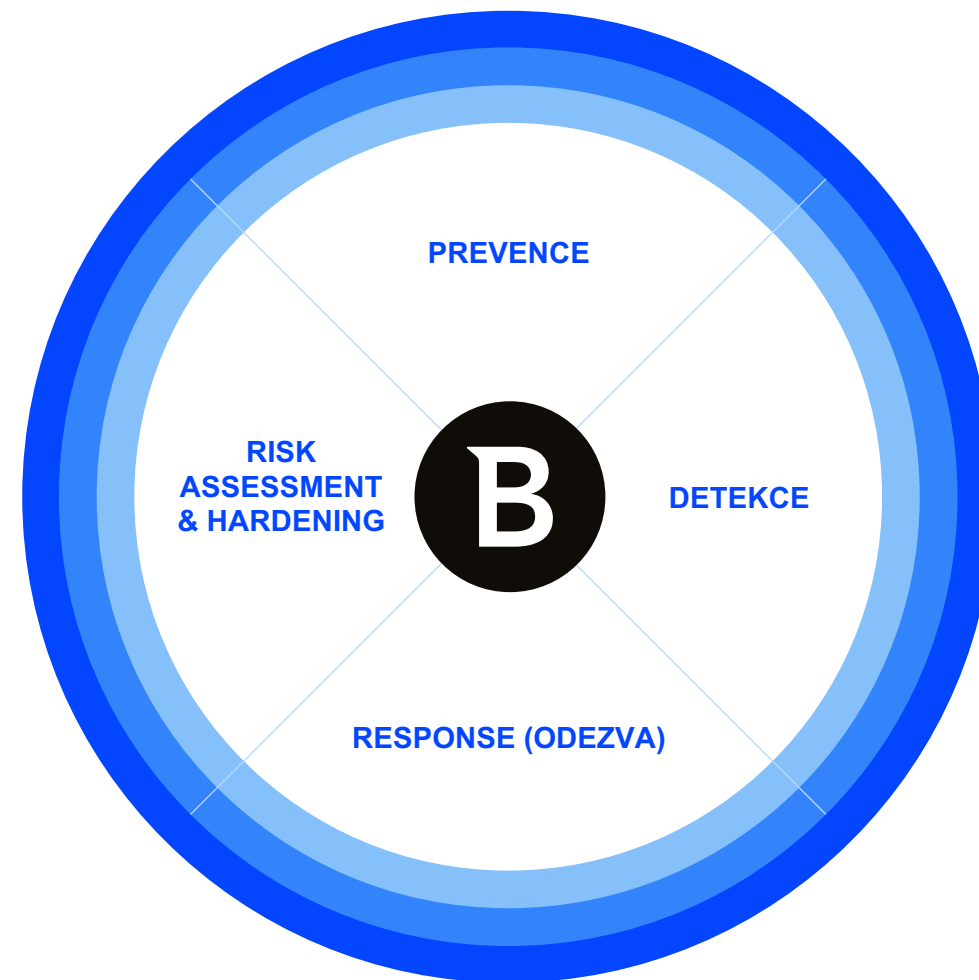 PREVENCE
RISK
ASSESSMENT
& HARDENING
B
DETEKCE
RESPONSE (ODEZVA)